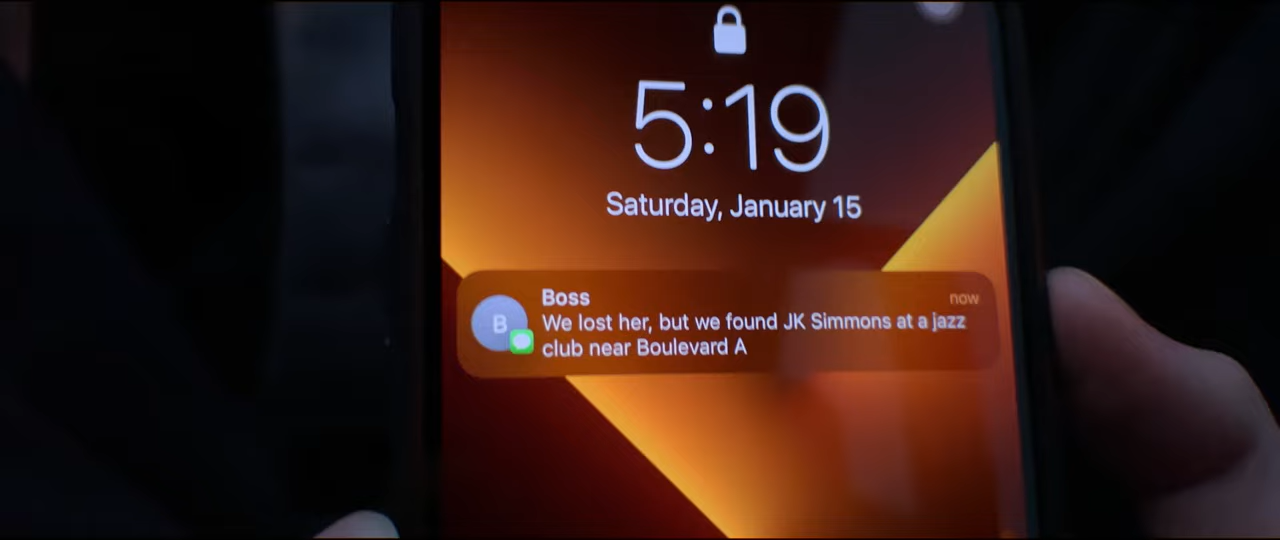 5:19
Saturday, January 15
Boss
now
B
We lost her, but we found JK Simmons at a jazz
club near Boulevard A